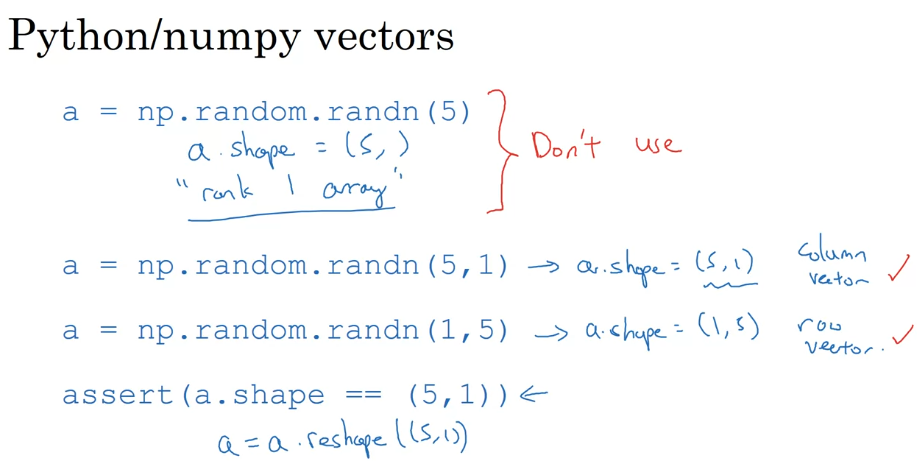 Python/numpy vectors
a = np.random.randn(5)
a.shape = (5, )
"rank 1 array"
Don't use
a = np.random.randn(5,1) → a.shape = (5,1) column vector ✓
a = np.random.randn(1,5) → a.shape = (1,5) row vector. ✓
assert(a.shape == (5,1)) ←
a = a.reshape((5,1))